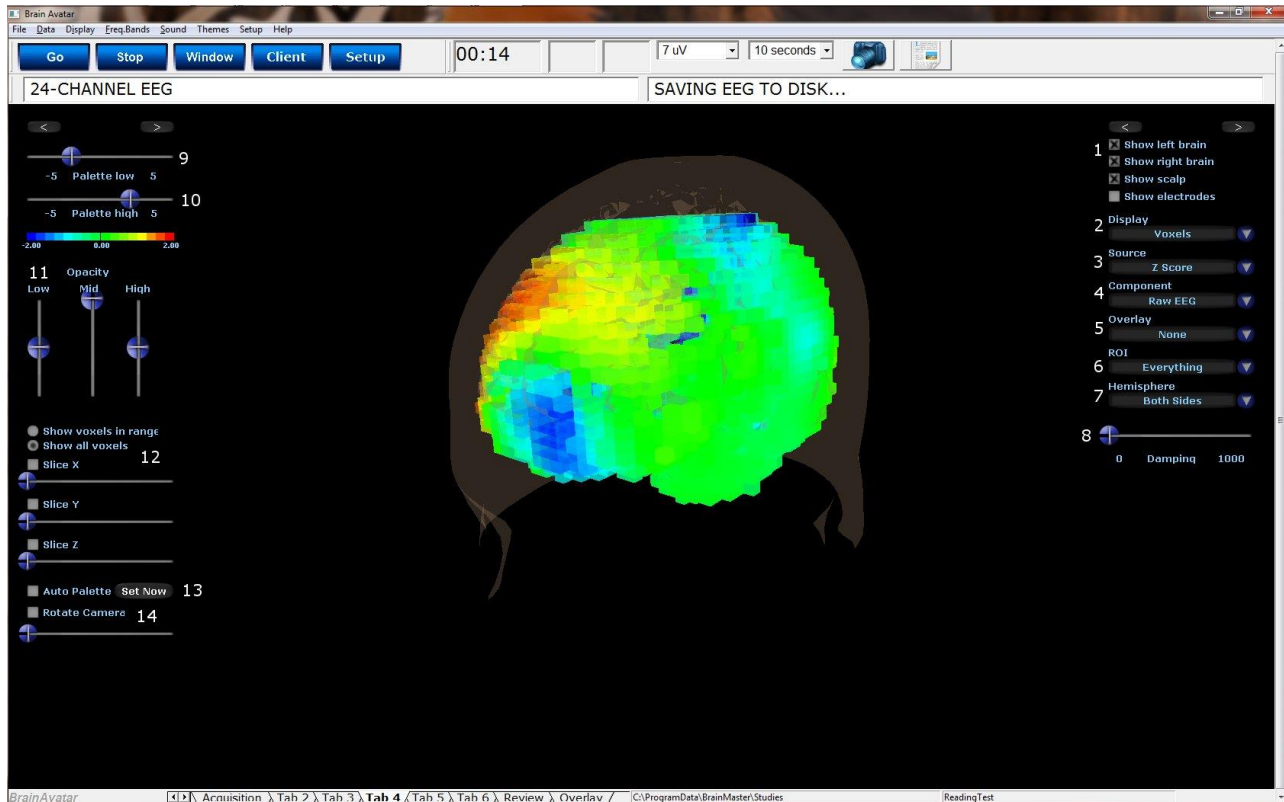 Brain Avatar
File Data Display Freq.Bands Sound Themes Setup Help
Go Stop Window Client Setup 00:14 7 uV 10 seconds
24-CHANNEL EEG SAVING EEG TO DISK...
< >
9
-5 Palette low 5
10
-5 Palette high 5
-2.00 0.00 2.00
11 Opacity
Low Mid High
Show voxels in range
Show all voxels
12
Slice X
Slice Y
Slice Z
Auto Palette Set Now 13
Rotate Camera 14
< >
1 Show left brain
Show right brain
Show scalp
Show electrodes
2 Display
Voxels
3 Source
Z Score
4 Component
Raw EEG
5 Overlay
None
6 ROI
Everything
7 Hemisphere
Both Sides
8
0 Damping 1000
BrainAvatar Acquisition Tab 2 Tab 3 Tab 4 Tab 5 Tab 6 Review Overlay C:\ProgramData\BrainMaster\Studies ReadingTest